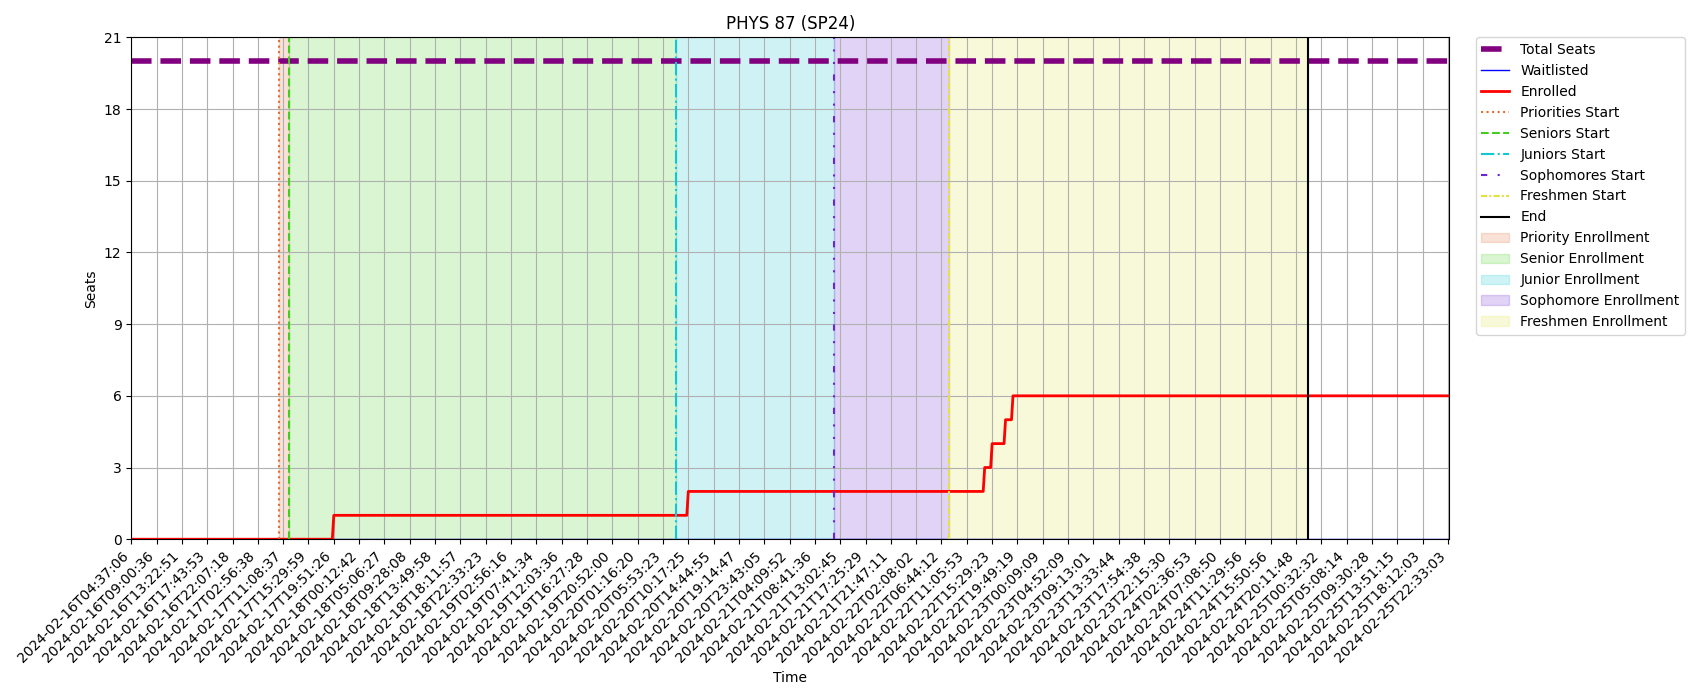 PHYS 87 (SP24)
21
18
15
12
9
6
3
0
Seats
2024-02-16T04:37:06
2024-02-16T09:00:36
2024-02-16T13:22:51
2024-02-16T17:43:53
2024-02-16T22:07:18
2024-02-17T02:56:38
2024-02-17T11:08:37
2024-02-17T15:29:59
2024-02-17T19:51:26
2024-02-18T00:12:42
2024-02-18T05:06:27
2024-02-18T09:28:08
2024-02-18T13:49:58
2024-02-18T18:11:57
2024-02-18T22:33:23
2024-02-19T02:56:16
2024-02-19T07:41:34
2024-02-19T12:03:36
2024-02-19T16:27:28
2024-02-19T20:52:00
2024-02-20T01:16:20
2024-02-20T05:53:23
2024-02-20T10:17:25
2024-02-20T14:44:55
2024-02-20T19:14:47
2024-02-20T23:43:05
2024-02-21T04:09:52
2024-02-21T08:41:36
2024-02-21T13:02:45
2024-02-21T17:25:29
2024-02-21T21:47:11
2024-02-22T02:08:02
2024-02-22T06:44:12
2024-02-22T11:05:53
2024-02-22T15:29:23
2024-02-22T19:49:19
2024-02-23T00:09:09
2024-02-23T04:52:09
2024-02-23T09:13:01
2024-02-23T13:33:44
2024-02-23T17:54:38
2024-02-23T22:15:30
2024-02-24T02:36:53
2024-02-24T07:08:50
2024-02-24T11:29:56
2024-02-24T15:50:56
2024-02-24T20:11:48
2024-02-25T00:32:32
2024-02-25T05:08:14
2024-02-25T09:30:28
2024-02-25T13:51:15
2024-02-25T18:12:03
2024-02-25T22:33:03
Time
Total Seats
Waitlisted
Enrolled
Priorities Start
Seniors Start
Juniors Start
Sophomores Start
Freshmen Start
End
Priority Enrollment
Senior Enrollment
Junior Enrollment
Sophomore Enrollment
Freshmen Enrollment